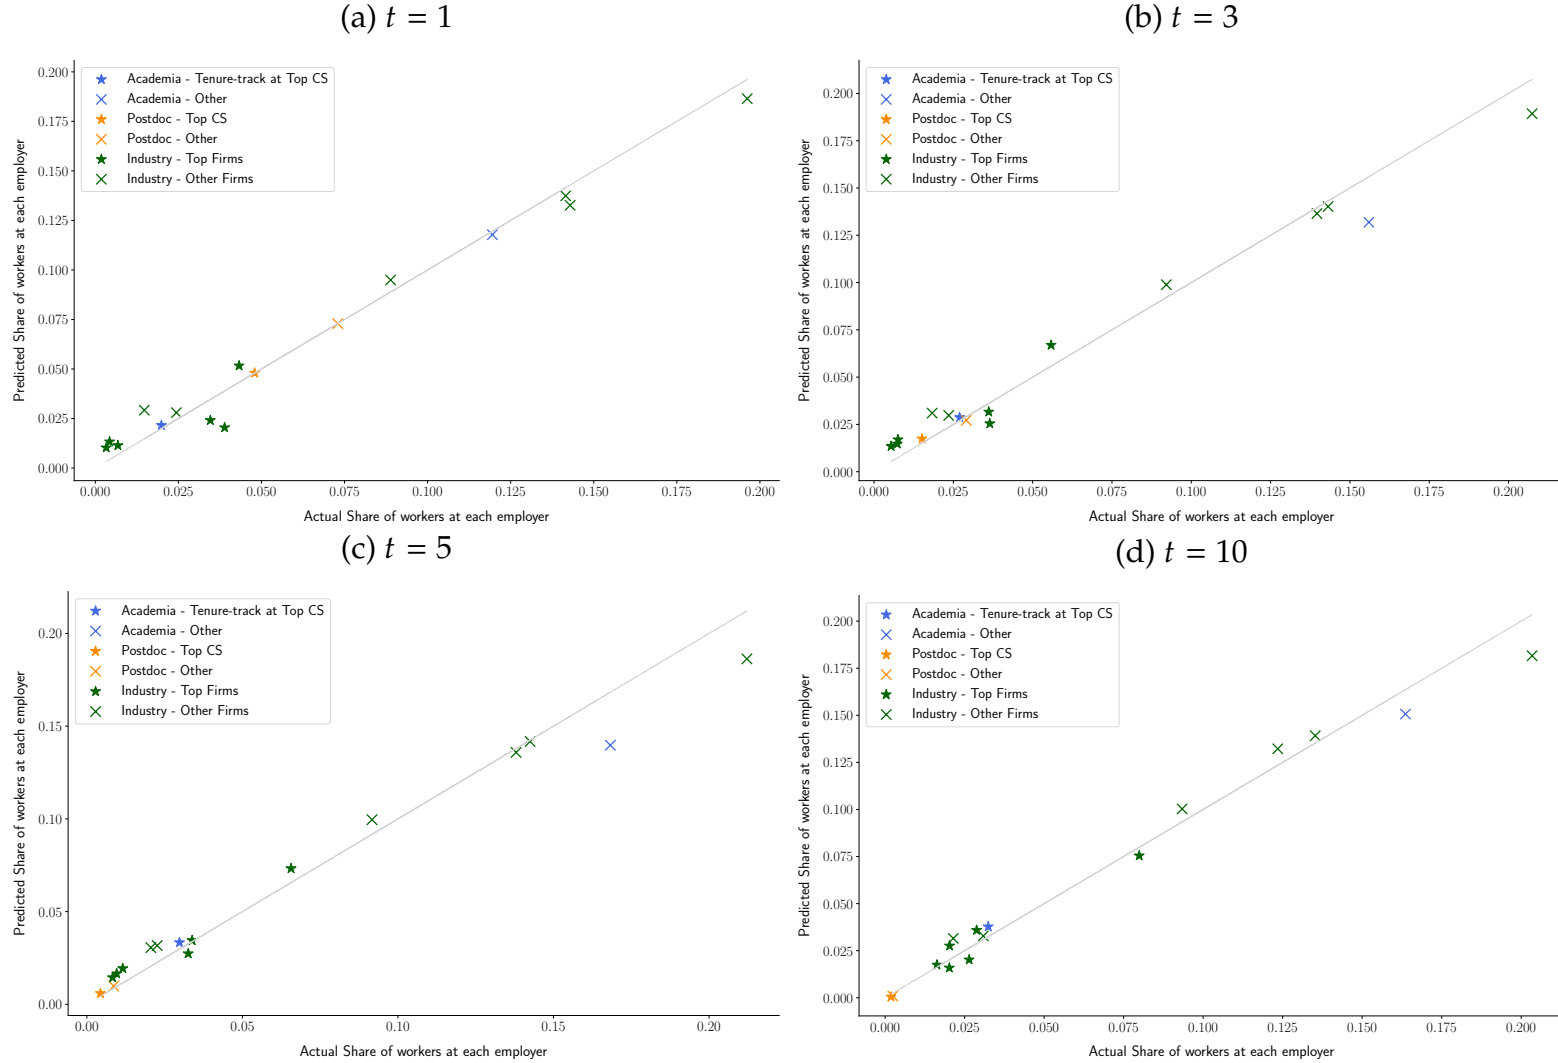 (a) t = 1
0.200
0.175
0.150
0.125
0.100
0.075
0.050
0.025
0.000
Predicted Share of workers at each employer
Academia - Tenure-track at Top CS
Academia - Other
Postdoc - Top CS
Postdoc - Other
Industry - Top Firms
Industry - Other Firms
0.000 0.025 0.050 0.075 0.100 0.125 0.150 0.175 0.200
Actual Share of workers at each employer
(b) t = 3
0.200
0.175
0.150
0.125
0.100
0.075
0.050
0.025
0.000
Predicted Share of workers at each employer
Academia - Tenure-track at Top CS
Academia - Other
Postdoc - Top CS
Postdoc - Other
Industry - Top Firms
Industry - Other Firms
0.000 0.025 0.050 0.075 0.100 0.125 0.150 0.175 0.200
Actual Share of workers at each employer
(c) t = 5
0.20
0.15
0.10
0.05
0.00
Predicted Share of workers at each employer
Academia - Tenure-track at Top CS
Academia - Other
Postdoc - Top CS
Postdoc - Other
Industry - Top Firms
Industry - Other Firms
0.00 0.05 0.10 0.15 0.20
Actual Share of workers at each employer
(d) t = 10
0.200
0.175
0.150
0.125
0.100
0.075
0.050
0.025
0.000
Predicted Share of workers at each employer
Academia - Tenure-track at Top CS
Academia - Other
Postdoc - Top CS
Postdoc - Other
Industry - Top Firms
Industry - Other Firms
0.000 0.025 0.050 0.075 0.100 0.125 0.150 0.175 0.200
Actual Share of workers at each employer